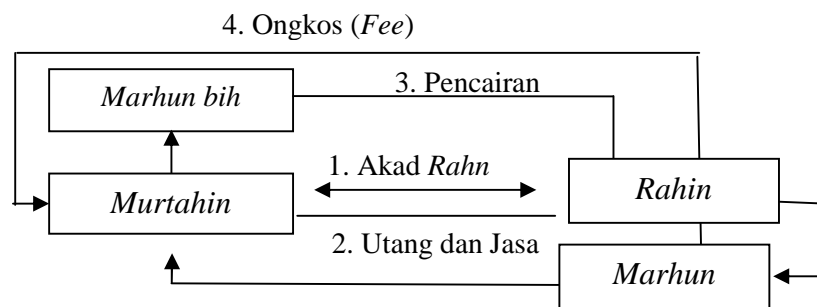 4. Ongkos (Fee)
Marhun bih
3. Pencairan
1. Akad Rahn
Murtahin
Rahin
2. Utang dan Jasa
Marhun